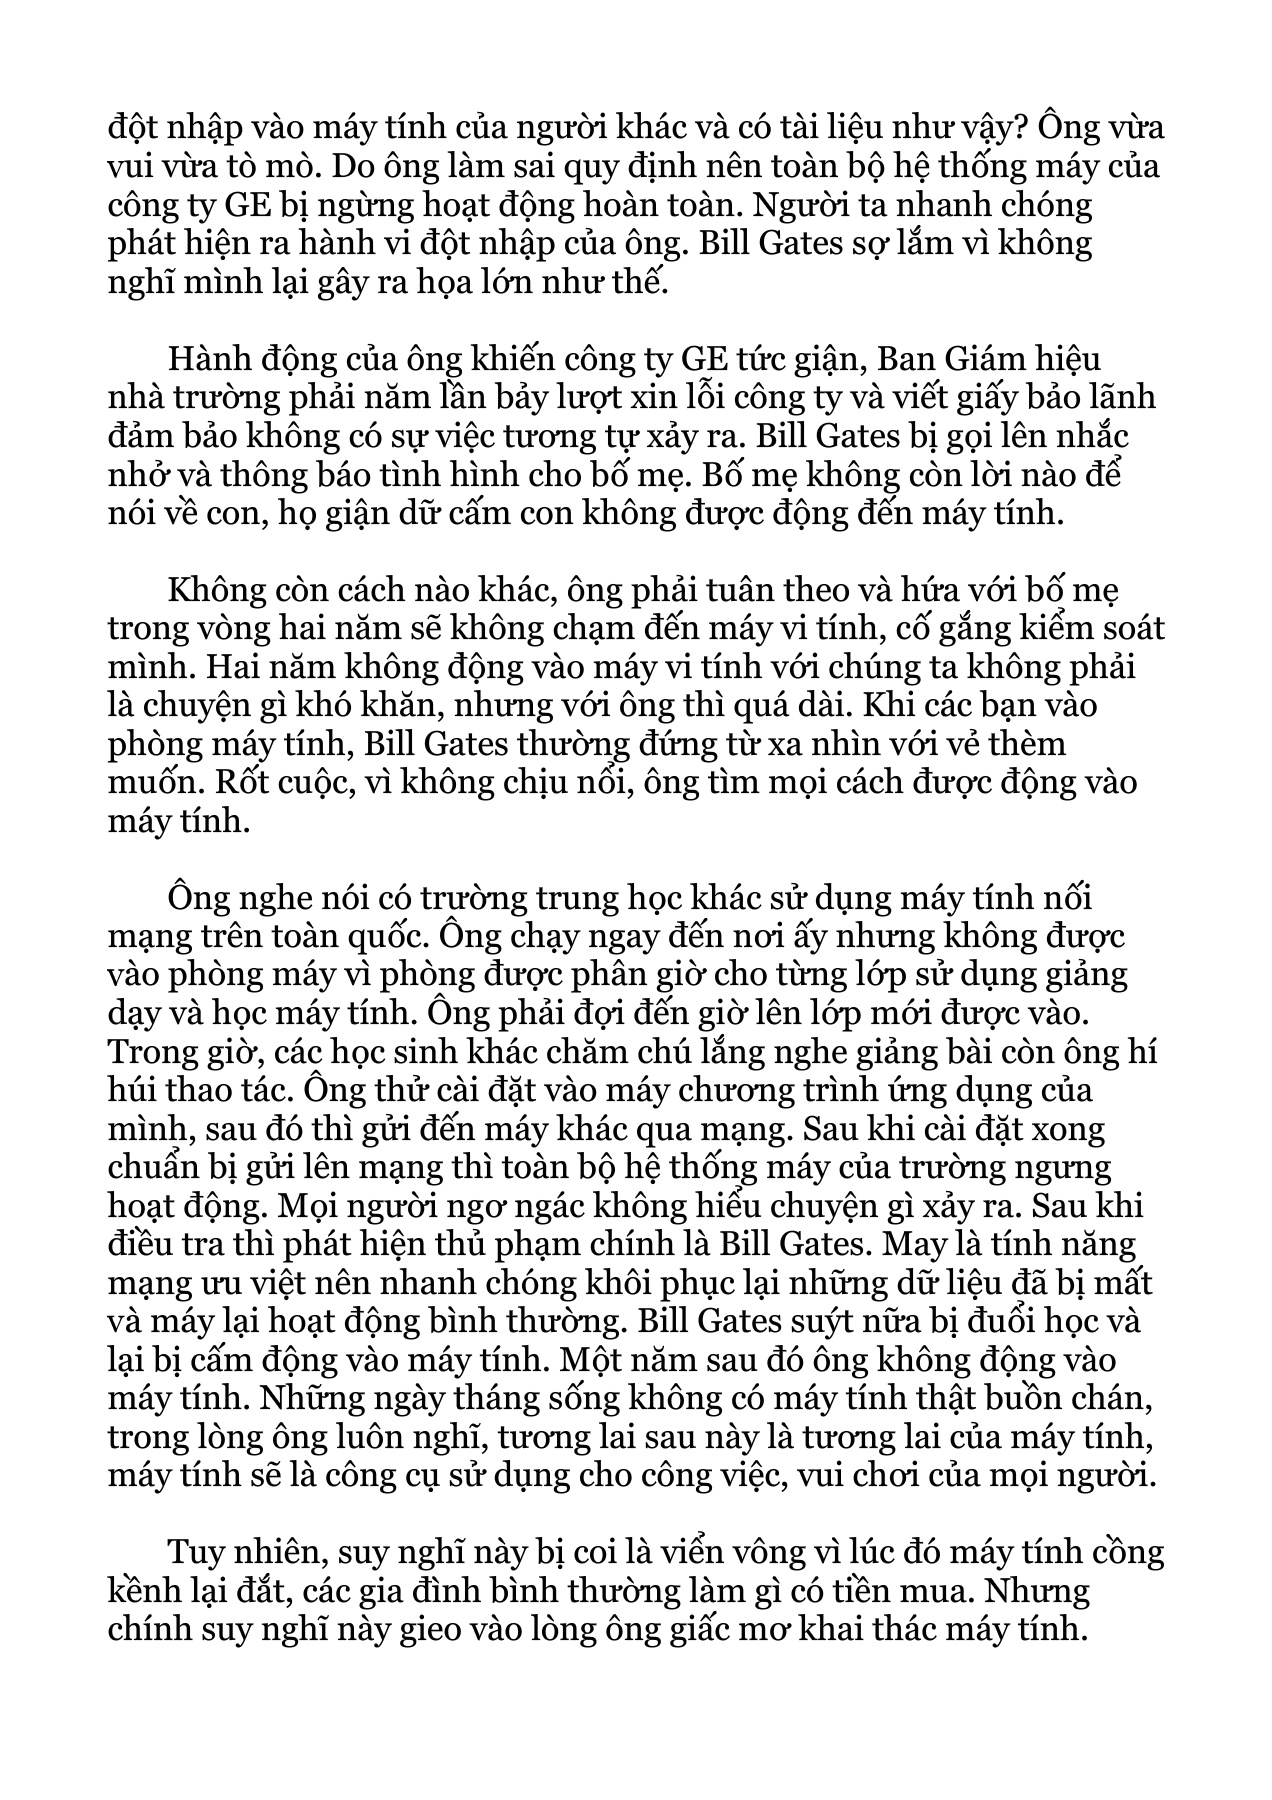 đột nhập vào máy tính của người khác và có tài liệu như vậy? Ông vừa
vui vừa tò mò. Do ông làm sai quy định nên toàn bộ hệ thống máy của
công ty GE bị ngừng hoạt động hoàn toàn. Người ta nhanh chóng
phát hiện ra hành vi đột nhập của ông. Bill Gates sợ lắm vì không
nghĩ mình lại gây ra họa lớn như thế.
Hành động của ông khiến công ty GE tức giận, Ban Giám hiệu
nhà trường phải năm lần bảy lượt xin lỗi công ty và viết giấy bảo lãnh
đảm bảo không có sự việc tương tự xảy ra. Bill Gates bị gọi lên nhắc
nhở và thông báo tình hình cho bố mẹ. Bố mẹ không còn lời nào để
nói về con, họ giận dữ cấm con không được động đến máy tính.
Không còn cách nào khác, ông phải tuân theo và hứa với bố mẹ
trong vòng hai năm sẽ không chạm đến máy vi tính, cố gắng kiểm soát
mình. Hai năm không động vào máy vi tính với chúng ta không phải
là chuyện gì khó khăn, nhưng với ông thì quá dài. Khi các bạn vào
phòng máy tính, Bill Gates thường đứng từ xa nhìn với vẻ thèm
muốn. Rốt cuộc, vì không chịu nổi, ông tìm mọi cách được động vào
máy tính.
Ông nghe nói có trường trung học khác sử dụng máy tính nối
mạng trên toàn quốc. Ông chạy ngay đến nơi ấy nhưng không được
vào phòng máy vì phòng được phân giờ cho từng lớp sử dụng giảng
dạy và học máy tính. Ông phải đợi đến giờ lên lớp mới được vào.
Trong giờ, các học sinh khác chăm chú lắng nghe giảng bài còn ông hí
húi thao tác. Ông thử cài đặt vào máy chương trình ứng dụng của
mình, sau đó thì gửi đến máy khác qua mạng. Sau khi cài đặt xong
chuẩn bị gửi lên mạng thì toàn bộ hệ thống máy của trường ngưng
hoạt động. Mọi người ngơ ngác không hiểu chuyện gì xảy ra. Sau khi
điều tra thì phát hiện thủ phạm chính là Bill Gates. May là tính năng
mạng ưu việt nên nhanh chóng khôi phục lại những dữ liệu đã bị mất
và máy lại hoạt động bình thường. Bill Gates suýt nữa bị đuổi học và
lại bị cấm động vào máy tính. Một năm sau đó ông không động vào
máy tính. Những ngày tháng sống không có máy tính thật buồn chán,
trong lòng ông luôn nghĩ, tương lai sau này là tương lai của máy tính,
máy tính sẽ là công cụ sử dụng cho công việc, vui chơi của mọi người.
Tuy nhiên, suy nghĩ này bị coi là viển vông vì lúc đó máy tính cồng
kềnh lại đắt, các gia đình bình thường làm gì có tiền mua. Nhưng
chính suy nghĩ này gieo vào lòng ông giấc mơ khai thác máy tính.